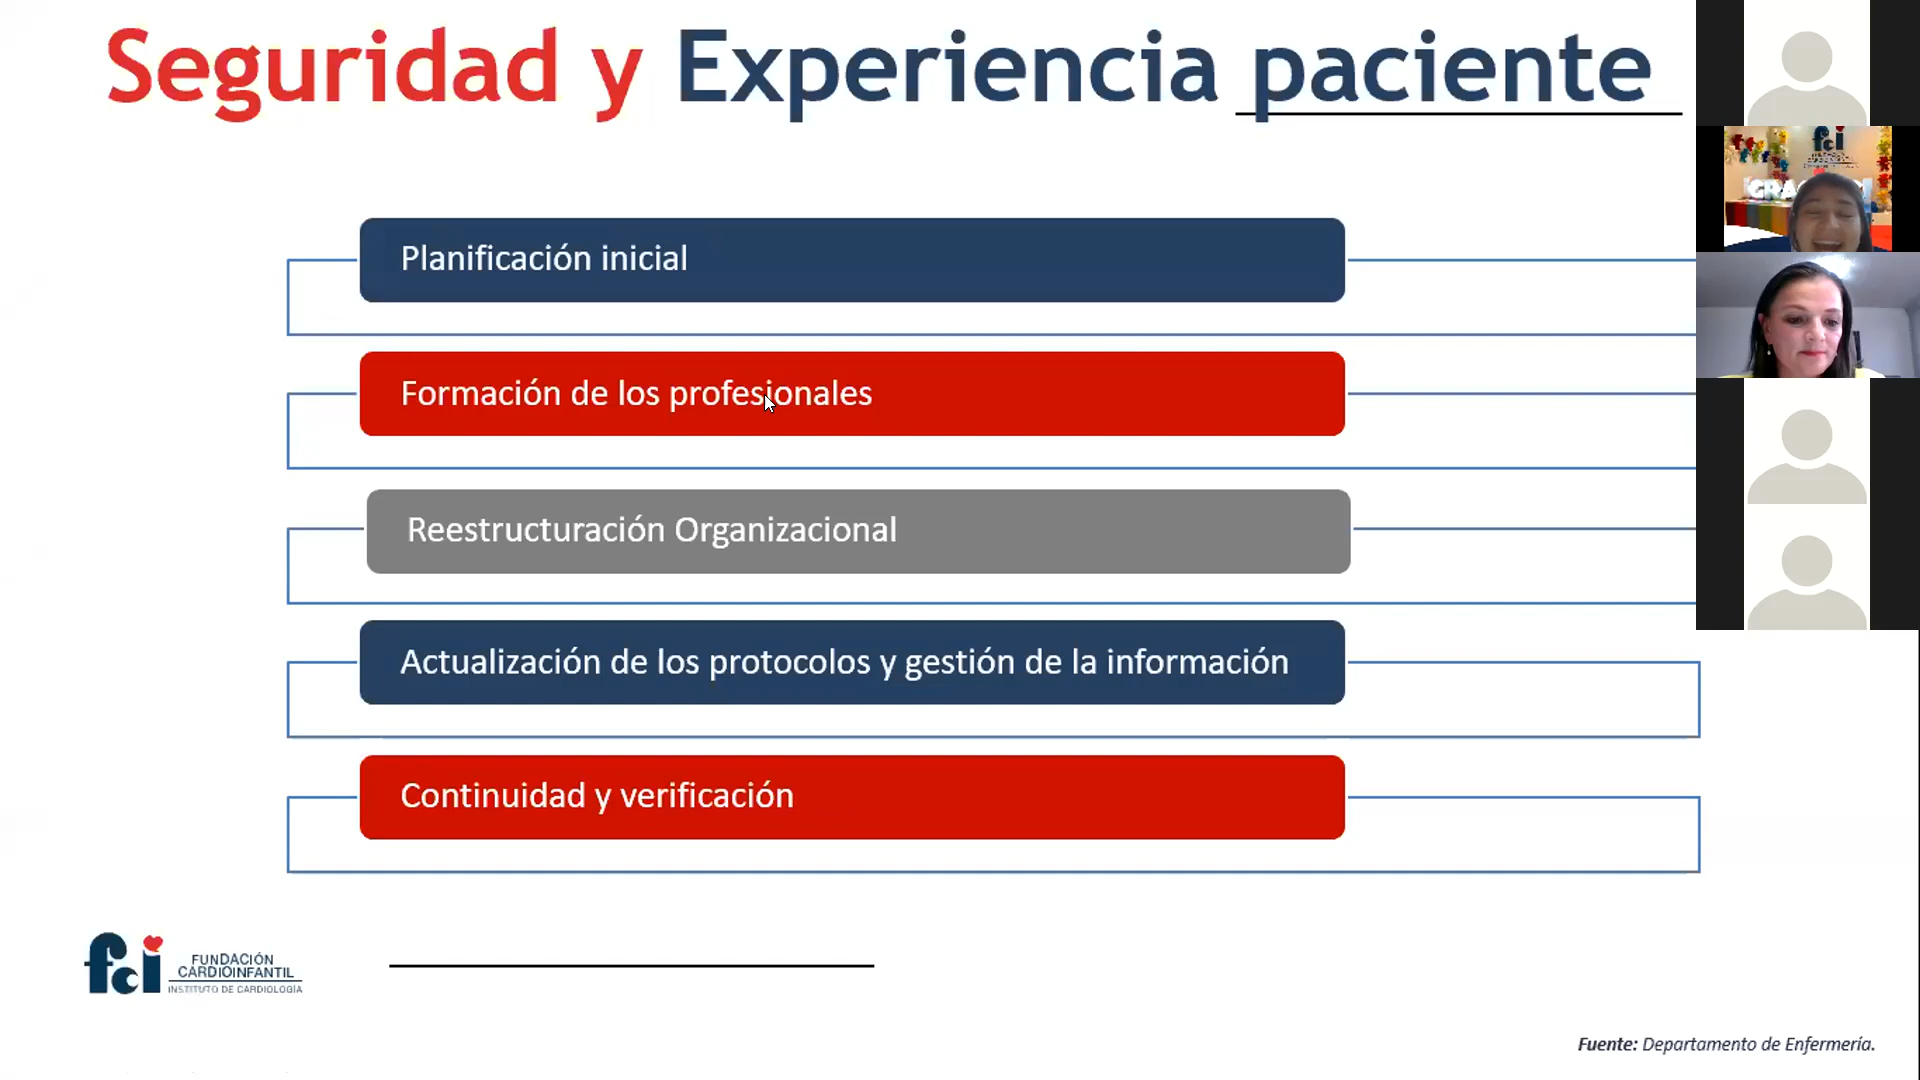 Seguridad y Experiencia paciente
Planificación inicial
Formación de los profesionales
Reestructuración Organizacional
Actualización de los protocolos y gestión de la información
Continuidad y verificación
fci
FUNDACIÓN
CARDIOINFANTIL
INSTITUTO DE CARDIOLOGÍA
Fuente: Departamento de Enfermería.
fci